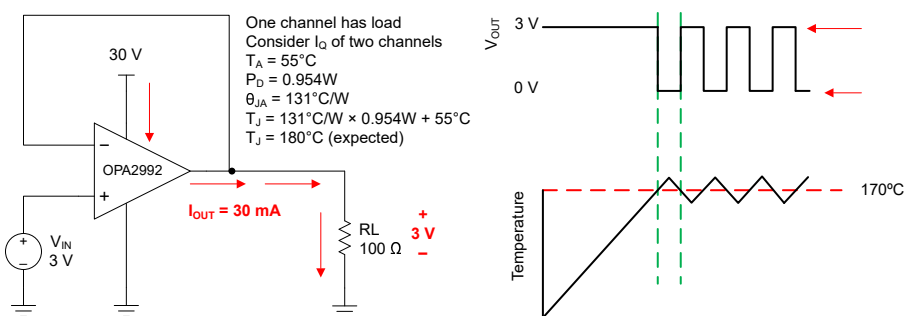 One channel has load
Consider IQ of two channels
TA = 55°C
PD = 0.954W
θJA = 131°C/W
TJ = 131°C/W × 0.954W + 55°C
TJ = 180°C (expected)
30 V
–
OPA2992
+
IOUT = 30 mA
+
–
VIN
3 V
RL
100 Ω
+
3 V
–
VOUT
3 V
0 V
Temperature
170ºC